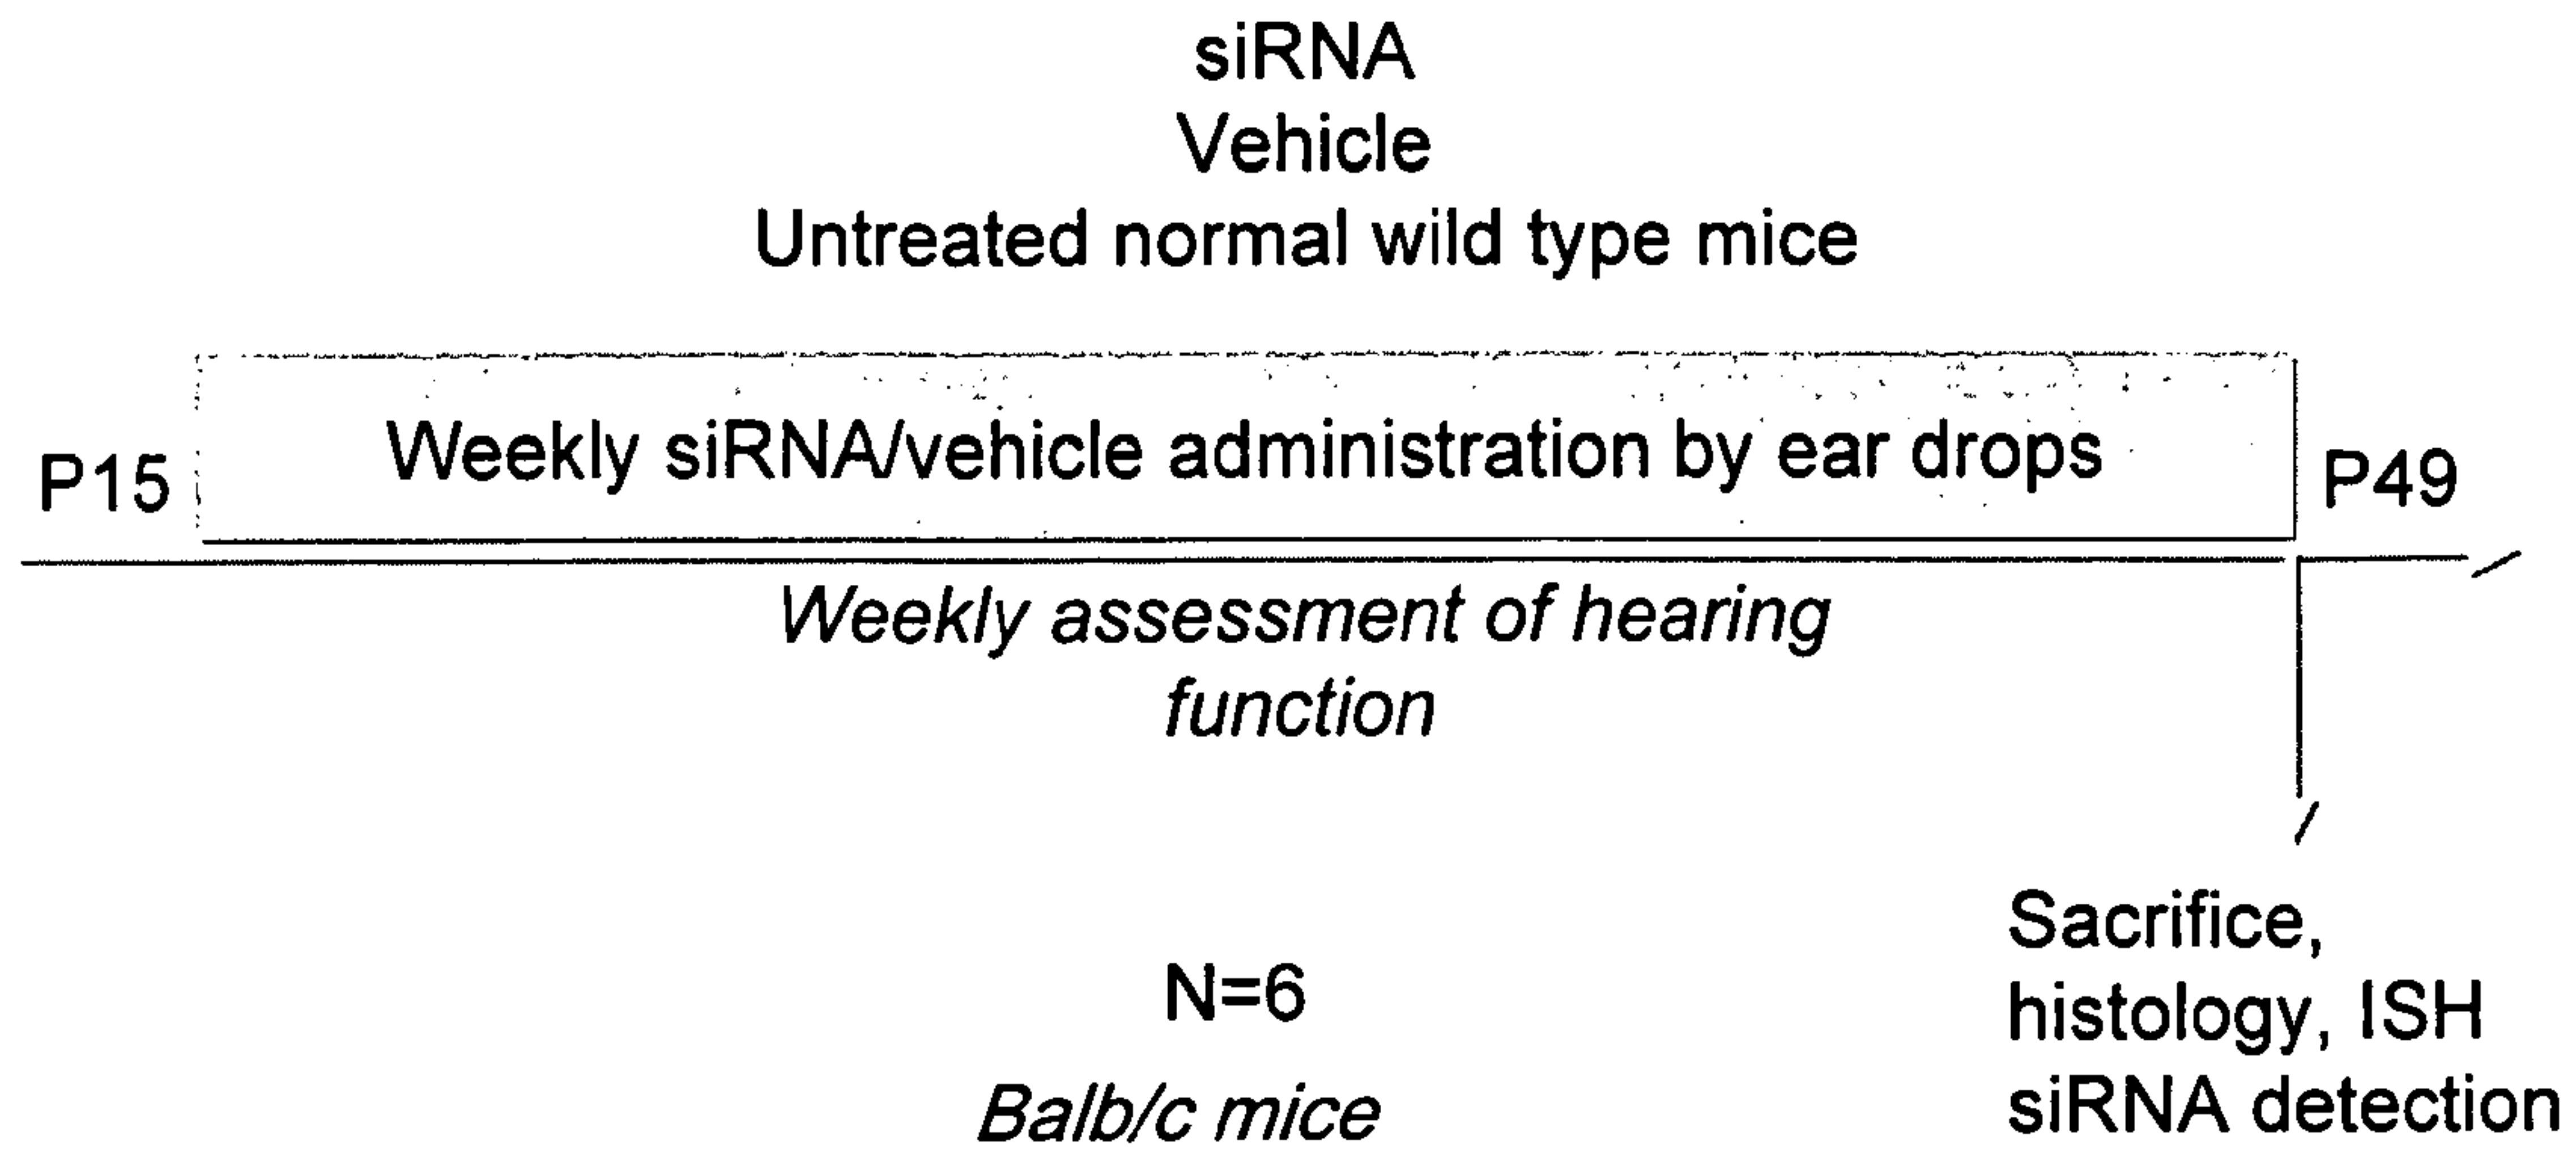 siRNA
Vehicle
Untreated normal wild type mice
P15
Weekly siRNA/vehicle administration by ear drops
P49
Weekly assessment of hearing
function
N=6
Balb/c mice
Sacrifice,
histology, ISH
siRNA detection